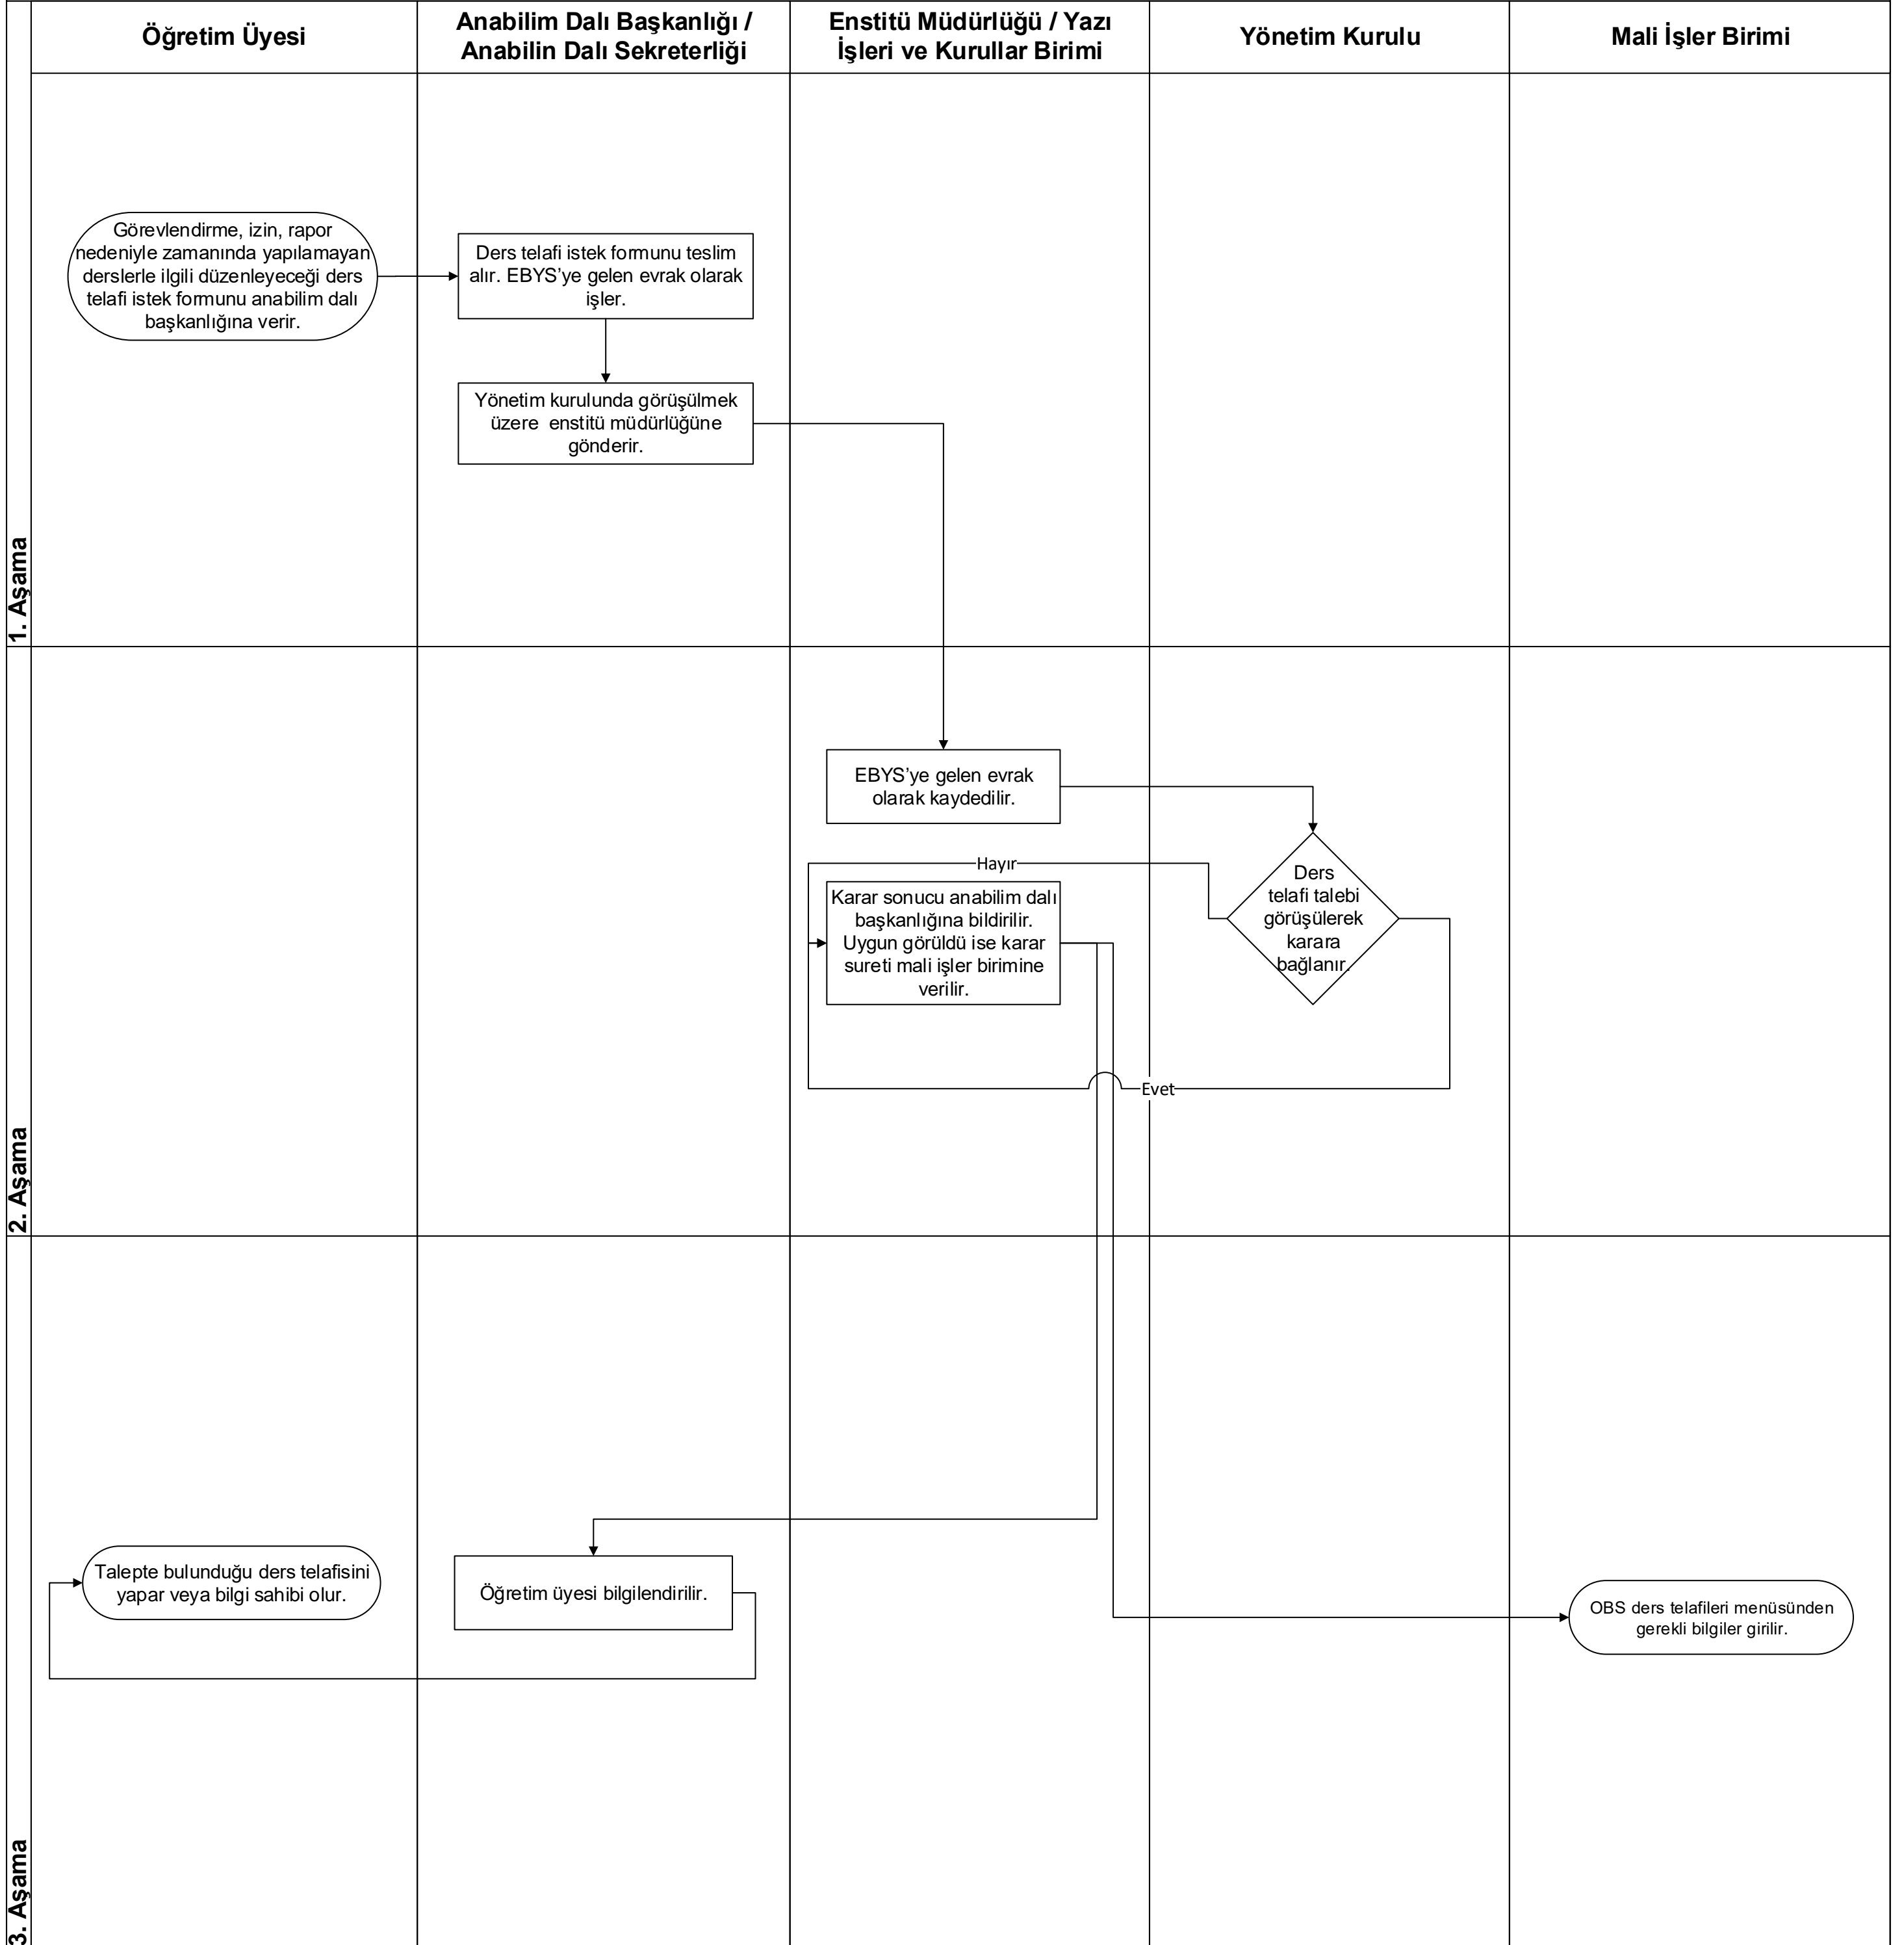 Öğretim Üyesi
Anabilim Dalı Başkanlığı /
Anabilin Dalı Sekreterliği
Enstitü Müdürlüğü / Yazı
İşleri ve Kurullar Birimi
Yönetim Kurulu
Mali İşler Birimi
1. Aşama
Görevlendirme, izin, rapor
nedeniyle zamanında yapılamayan
derslerle ilgili düzenleyeceği ders
telafi istek formunu anabilim dalı
başkanlığına verir.
Ders telafi istek formunu teslim
alır. EBYS’ye gelen evrak olarak
işler.
Yönetim kurulunda görüşülmek
üzere  enstitü müdürlüğüne
gönderir.
2. Aşama
EBYS’ye gelen evrak
olarak kaydedilir.
Ders
telafi talebi
görüşülerek
karara
bağlanır.
Hayır
Karar sonucu anabilim dalı
başkanlığına bildirilir.
Uygun görüldü ise karar
sureti mali işler birimine
verilir.
Evet
3. Aşama
Talepte bulunduğu ders telafisini
yapar veya bilgi sahibi olur.
Öğretim üyesi bilgilendirilir.
OBS ders telafileri menüsünden
gerekli bilgiler girilir.